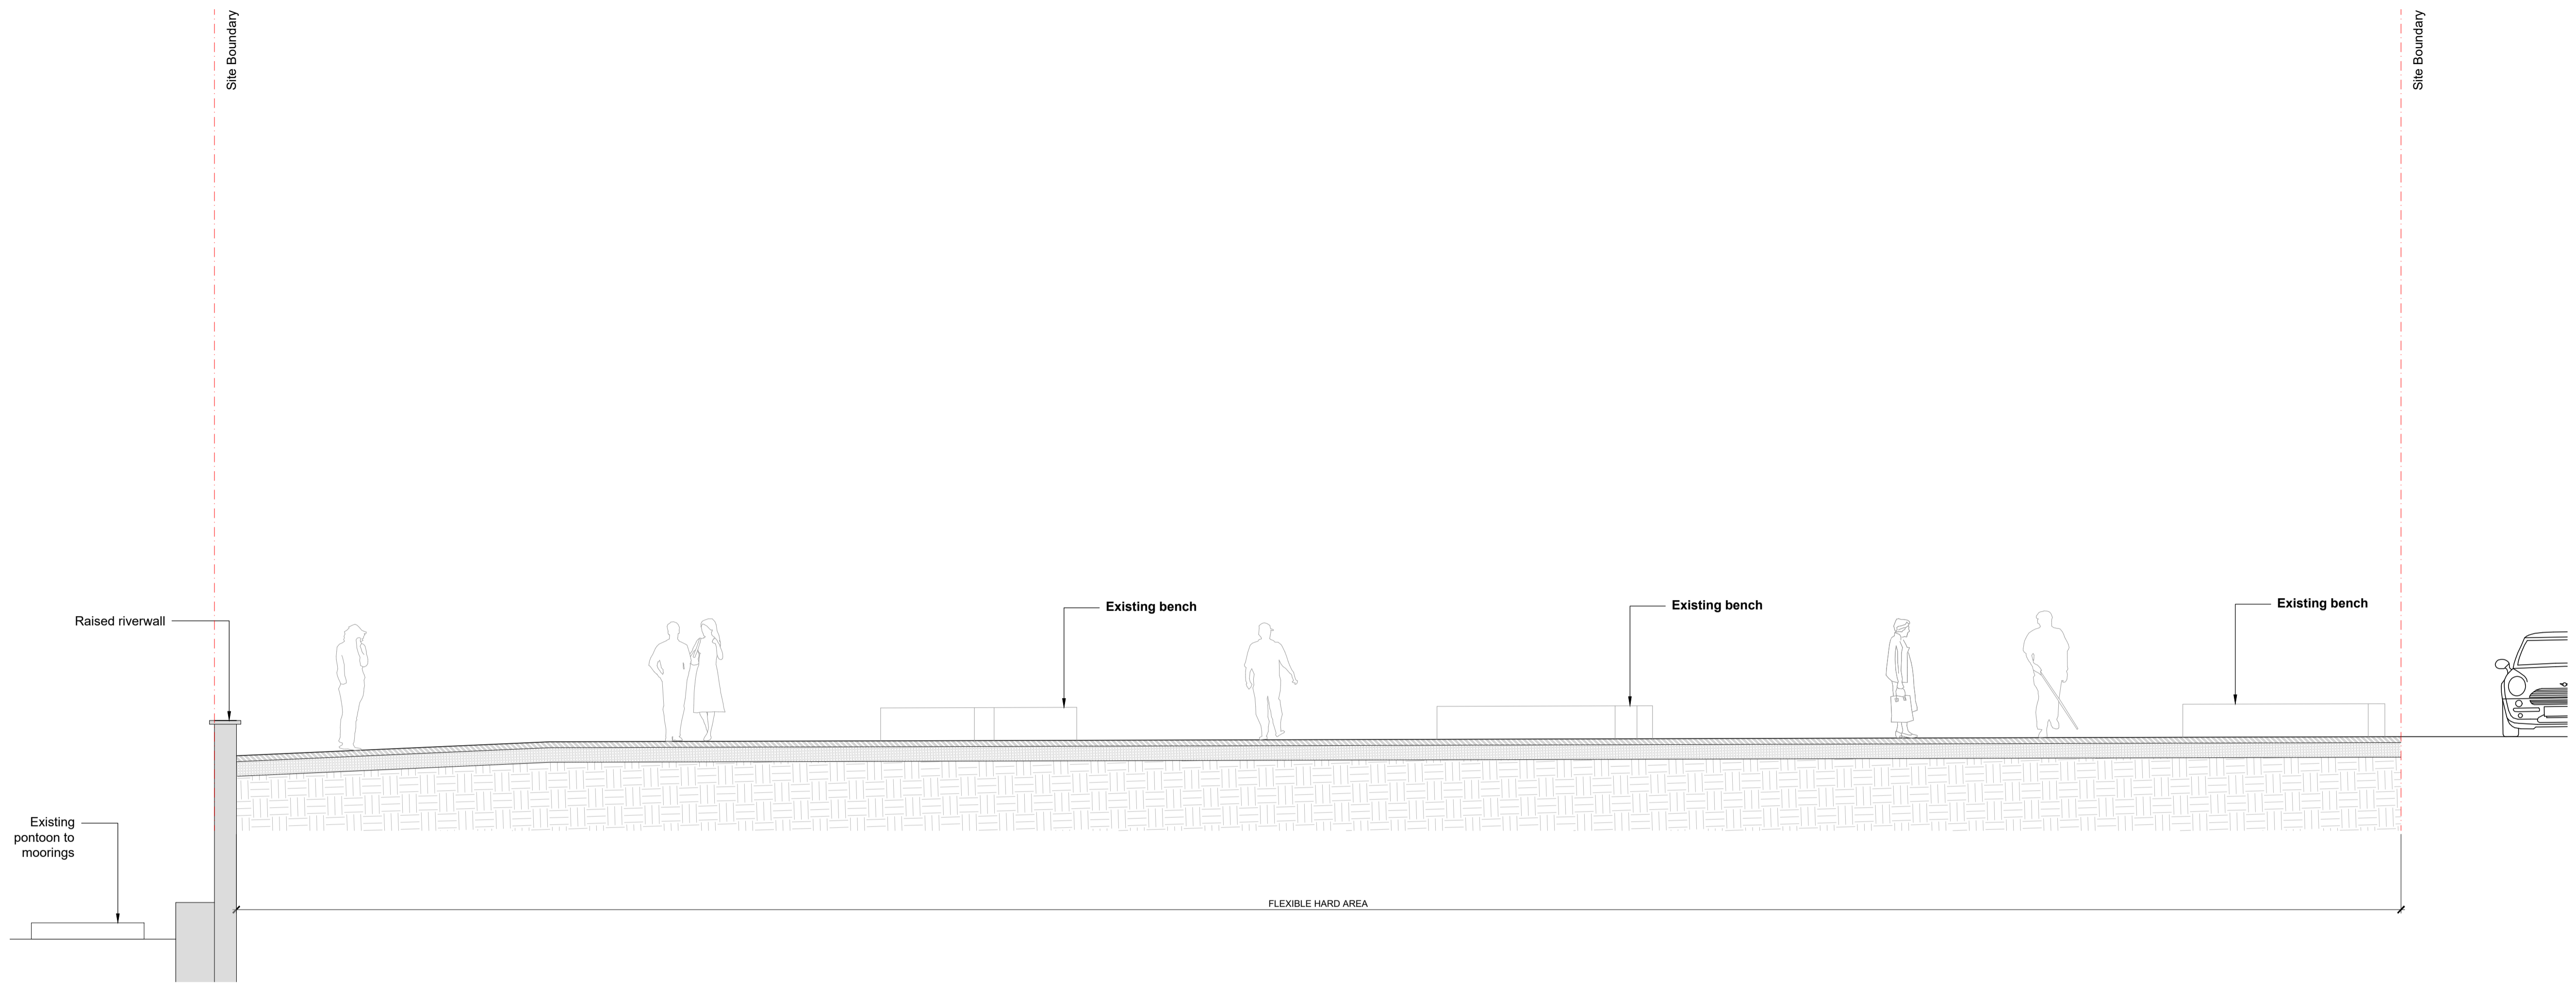 Site Boundary
Site Boundary
Existing bench
Existing bench
Existing bench
Raised riverwall
Existing
pontoon to
moorings
FLEXIBLE HARD AREA